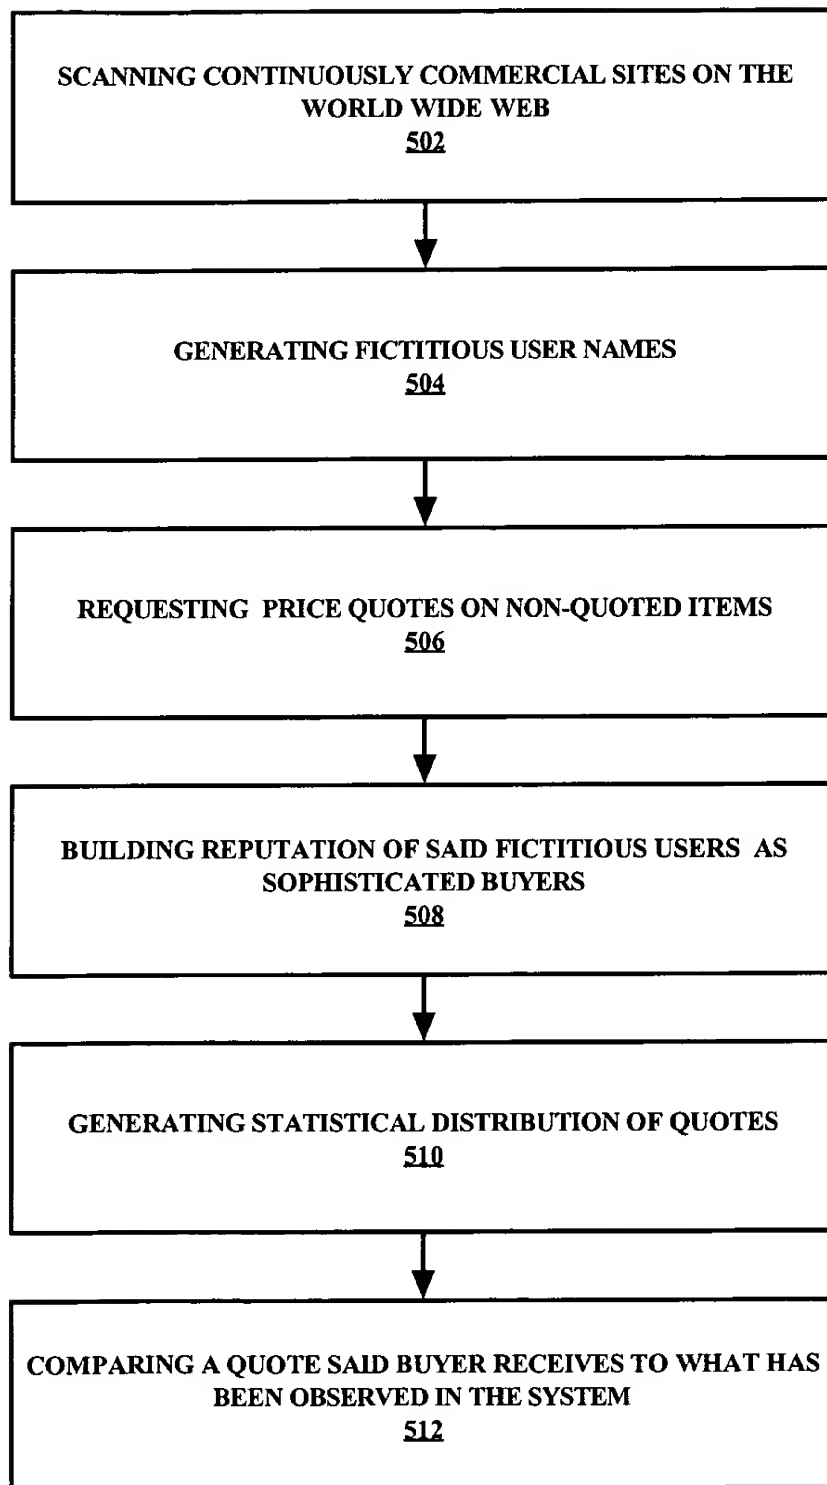 SCANNING CONTINUOUSLY COMMERCIAL SITES ON THE
WORLD WIDE WEB
502
GENERATING FICTITIOUS USER NAMES
504
REQUESTING PRICE QUOTES ON NON-QUOTED ITEMS
506
BUILDING REPUTATION OF SAID FICTITIOUS USERS AS
SOPHISTICATED BUYERS
508
GENERATING STATISTICAL DISTRIBUTION OF QUOTES
510
COMPARING A QUOTE SAID BUYER RECEIVES TO WHAT HAS
BEEN OBSERVED IN THE SYSTEM
512